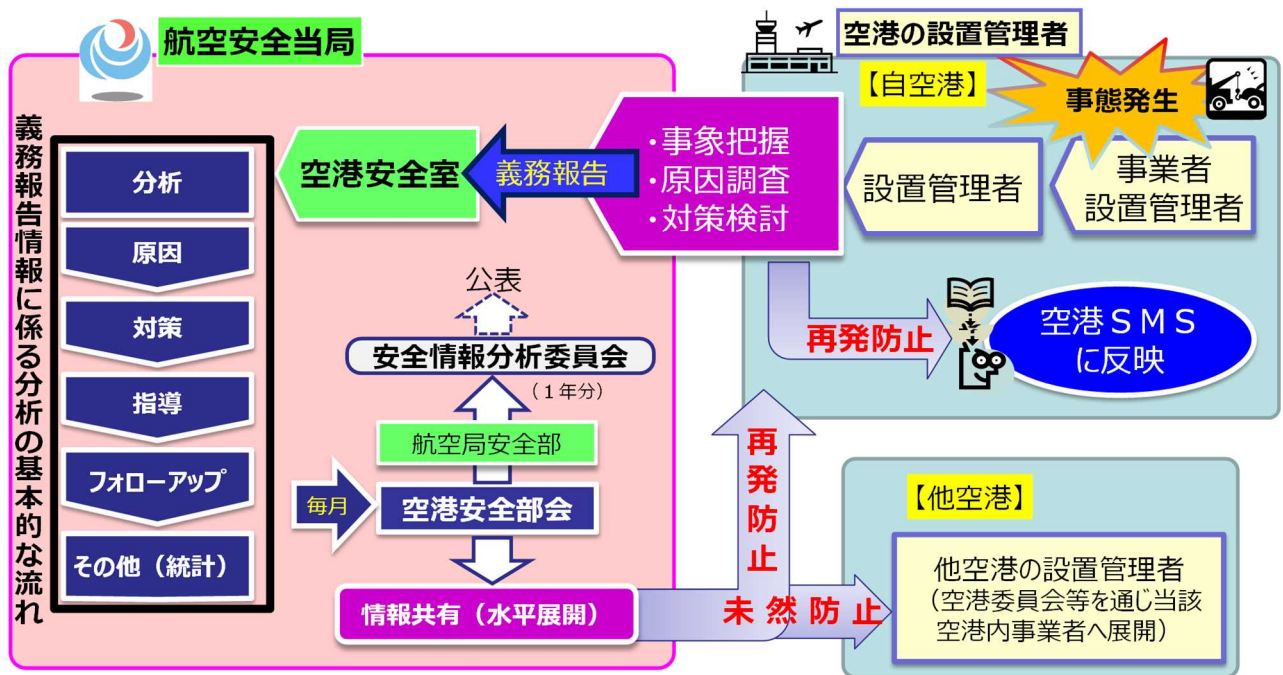 航空安全当局
義務報告情報に係る分析の基本的な流れ
分析
原因
対策
指導
フォローアップ
その他（統計）
空港安全室
義務報告
・事象把握
・原因調査
・対策検討
公表
安全情報分析委員会
（１年分）
航空局安全部
毎月
空港安全部会
情報共有（水平展開）
空港の設置管理者
【自空港】
事態発生
設置管理者
事業者
設置管理者
再発防止
空港ＳＭＳ
に反映
再発防止
未然防止
【他空港】
他空港の設置管理者
（空港委員会等を通じ当該
空港内事業者へ展開）